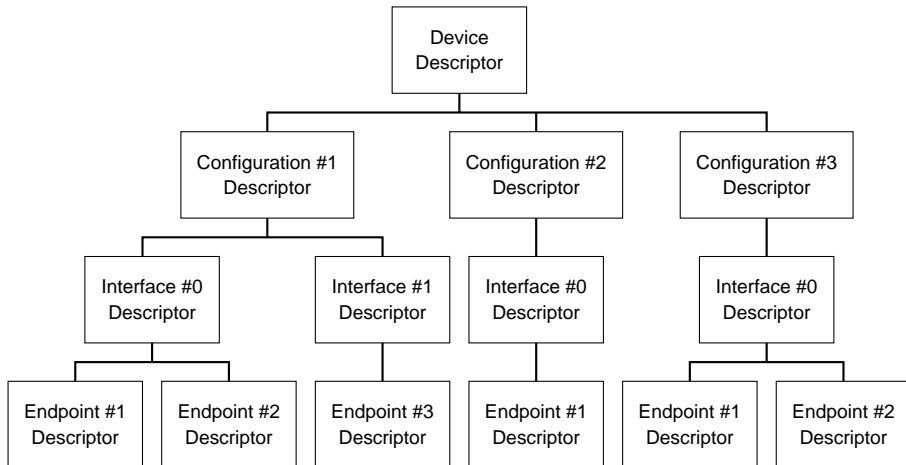 Device
Descriptor
Configuration #1
Descriptor
Configuration #2
Descriptor
Configuration #3
Descriptor
Interface #0
Descriptor
Interface #1
Descriptor
Interface #0
Descriptor
Interface #0
Descriptor
Endpoint #1
Descriptor
Endpoint #2
Descriptor
Endpoint #3
Descriptor
Endpoint #1
Descriptor
Endpoint #1
Descriptor
Endpoint #2
Descriptor